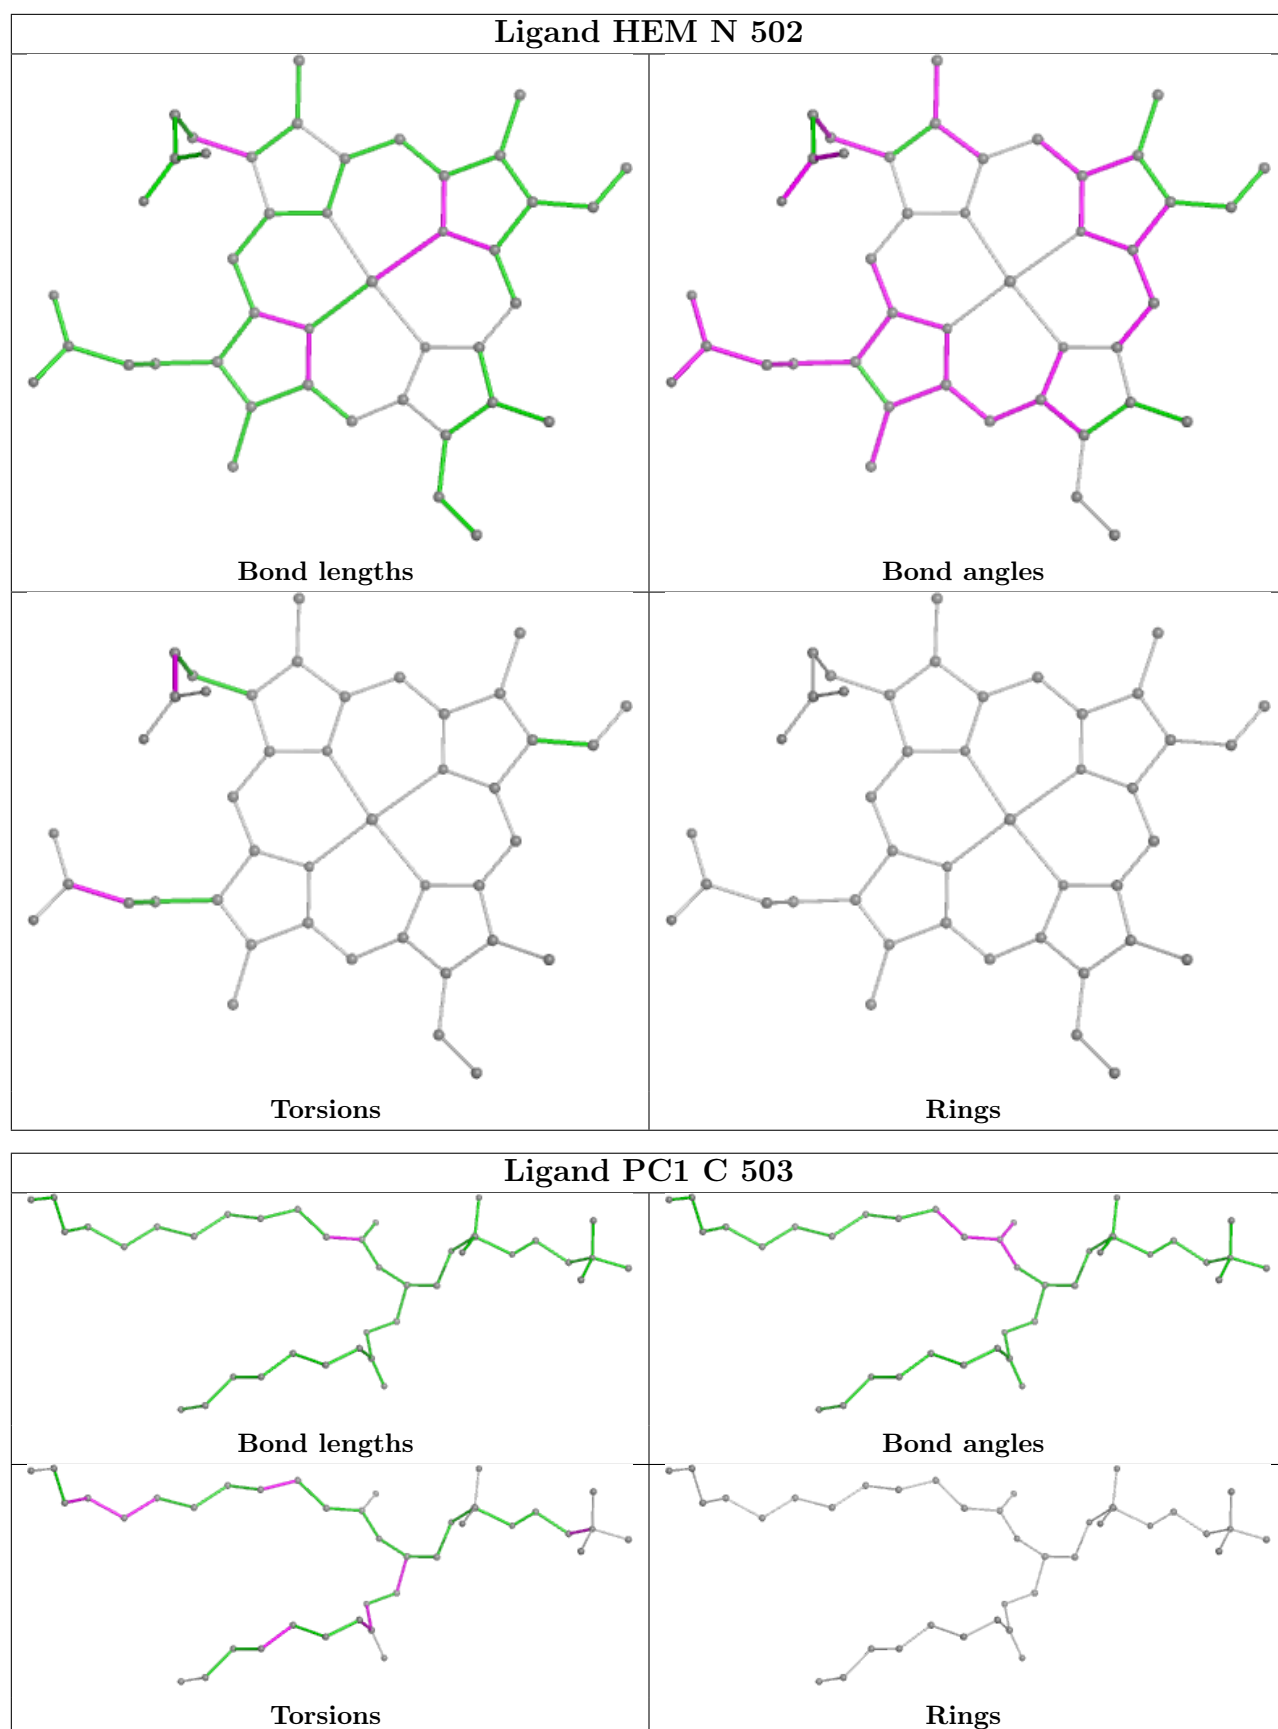 Ligand HEM N 502
Bond lengths
Bond angles
Torsions
Rings
Ligand PC1 C 503
Bond lengths
Bond angles
Torsions
Rings